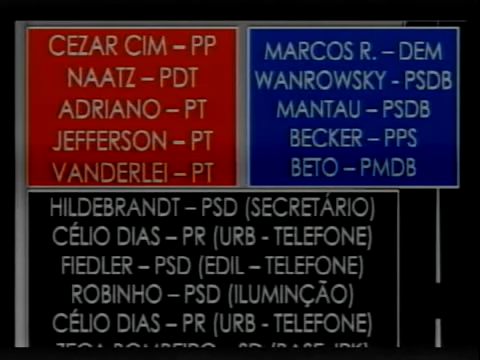 CEZAR CIM – PP
NAATZ – PDT
ADRIANO – PT
JEFFERSON – PT
VANDERLEI – PT
MARCOS R. – DEM
WANROWSKY - PSDB
MANTAU – PSDB
BECKER – PPS
BETO – PMDB
HILDEBRANDT – PSD (SECRETÁRIO)
CÉLIO DIAS – PR (URB - TELEFONE)
FIEDLER – PSD (EDIL – TELEFONE)
ROBINHO – PSD (ILUMINÇÃO)
CÉLIO DIAS – PR (URB - TELEFONE)